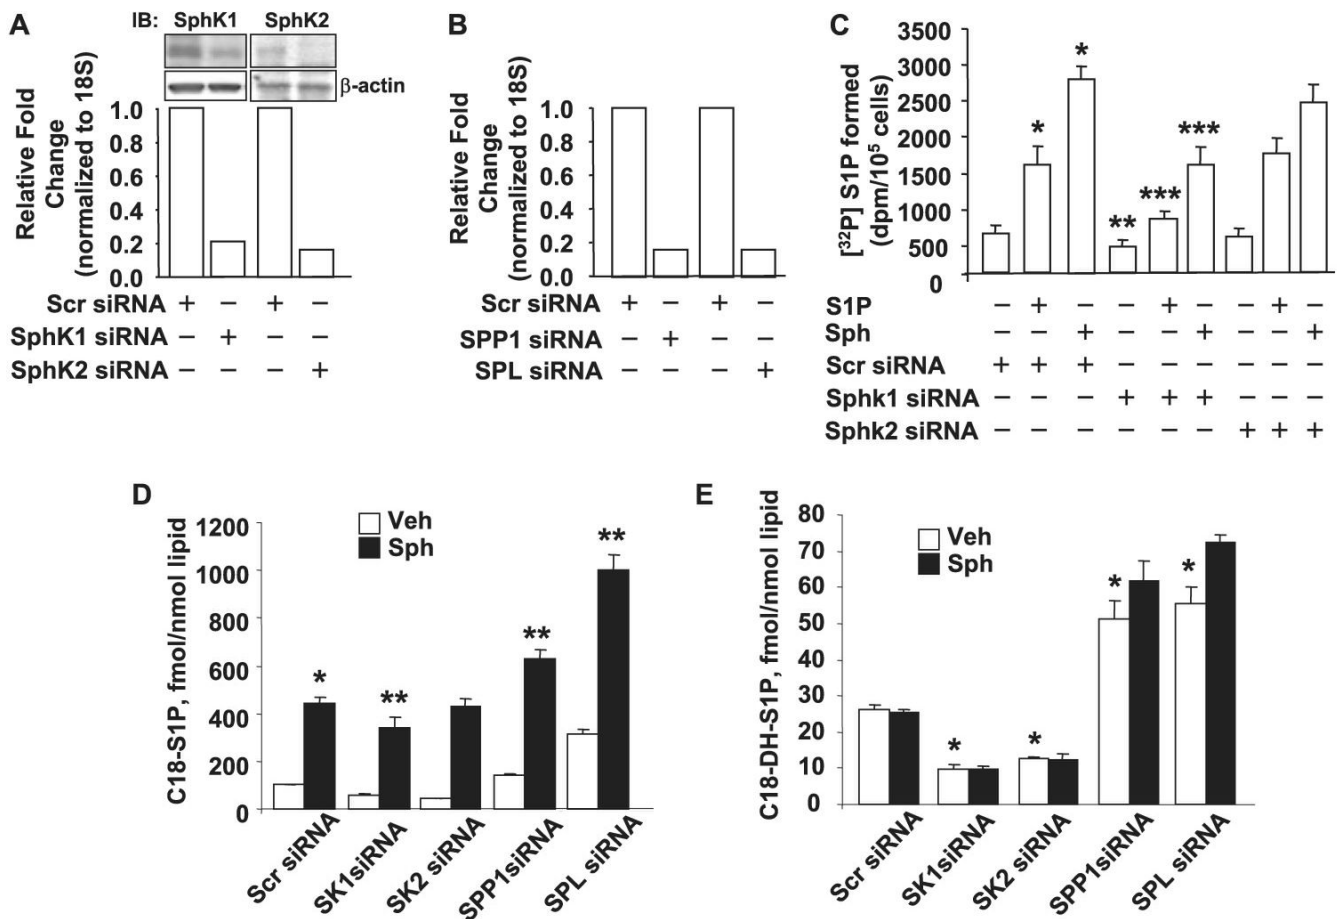 A
IB: SphK1 SphK2
β-actin
Relative Fold
Change
(normalized to 18S)
1.0
0.8
0.6
0.4
0.2
0.0
Scr siRNA + − + −
SphK1 siRNA − + − −
SphK2 siRNA − − − +
B
Relative Fold
Change
(normalized to 18S)
1.0
0.8
0.6
0.4
0.2
0.0
Scr siRNA + − + −
SPP1 siRNA − + − −
SPL siRNA − − − +
C
[³²P] S1P formed
(dpm/10⁵ cells)
3500
3000
2500
2000
1500
1000
500
0
* * ** *** ***
S1P − + − − + − − + −
Sph − − + − − + − − +
Scr siRNA + + + − − − − − −
Sphk1 siRNA − − − + + + − − −
Sphk2 siRNA − − − − − − + + +
D
C18-S1P, fmol/nmol lipid
1200
1000
800
600
400
200
0
Veh
Sph
* ** ** **
Scr siRNA
SK1siRNA
SK2 siRNA
SPP1siRNA
SPL siRNA
E
C18-DH-S1P, fmol/nmol lipid
80
70
60
50
40
30
20
10
0
Veh
Sph
* * * *
Scr siRNA
SK1siRNA
SK2 siRNA
SPP1siRNA
SPL siRNA